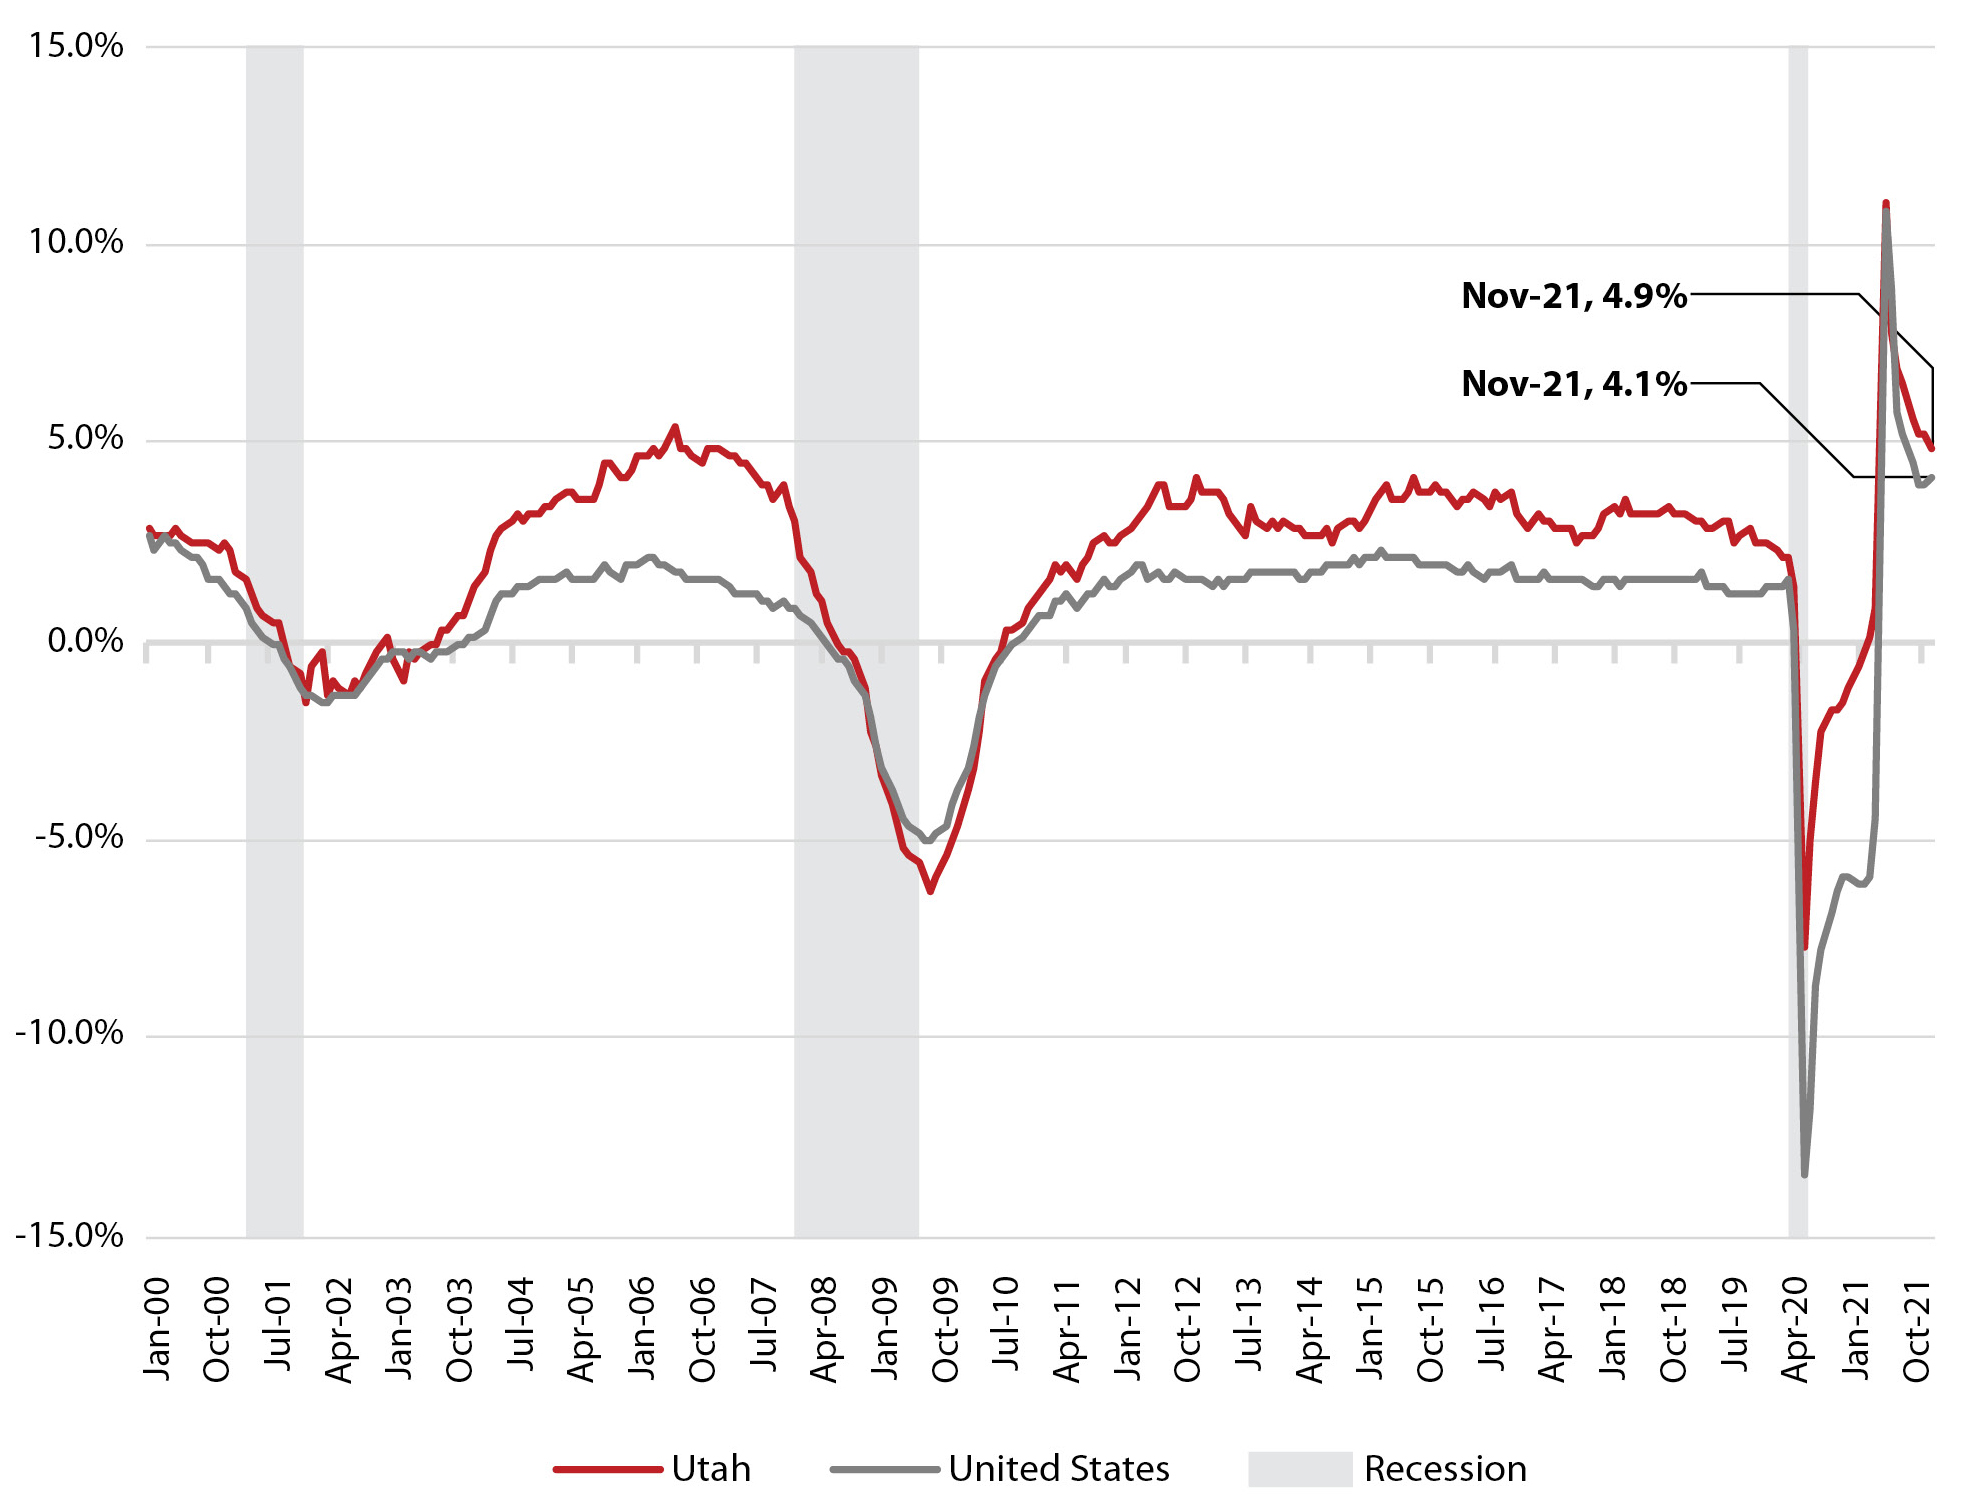 15.0%
10.0%
5.0%
0.0%
-5.0%
-10.0%
-15.0%
Nov-21, 4.9%
Nov-21, 4.1%
Jan-00
Oct-00
Jul-01
Apr-02
Jan-03
Oct-03
Jul-04
Apr-05
Jan-06
Oct-06
Jul-07
Apr-08
Jan-09
Oct-09
Jul-10
Apr-11
Jan-12
Oct-12
Jul-13
Apr-14
Jan-15
Oct-15
Jul-16
Apr-17
Jan-18
Oct-18
Jul-19
Apr-20
Jan-21
Oct-21
Utah
United States
Recession